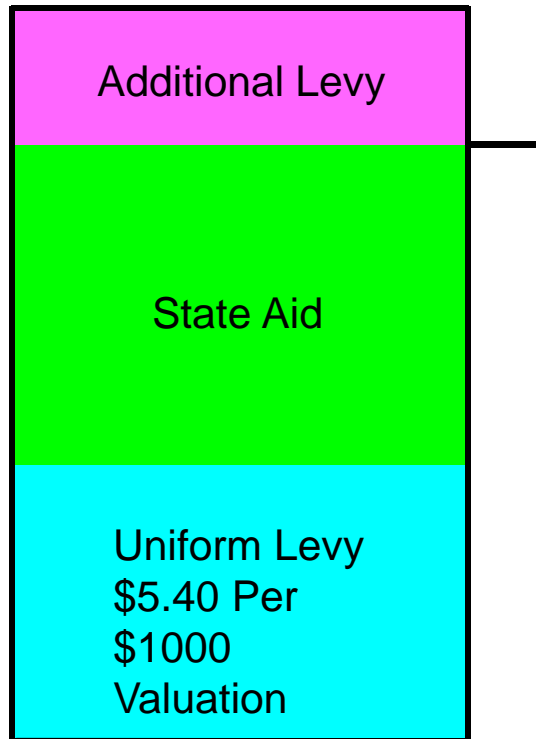 Additional Levy
State Aid
Uniform Levy
$5.40 Per
$1000
Valuation